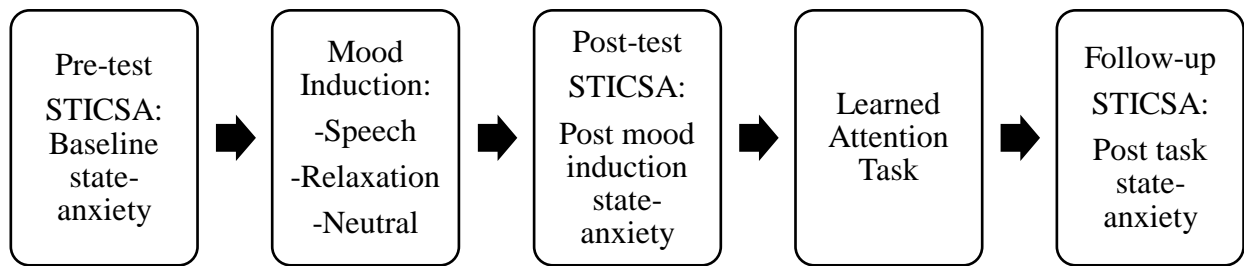 Pre-test
STICSA:
Baseline
state-
anxiety
Mood
Induction:
-Speech
-Relaxation
-Neutral
Post-test
STICSA:
Post mood
induction
state-
anxiety
Learned
Attention
Task
Follow-up
STICSA:
Post task
state-
anxiety